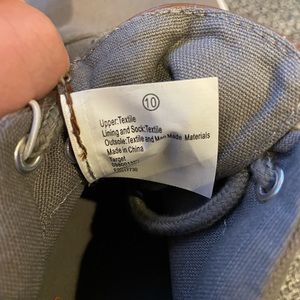 10
Upper:Textile
Lining and Sock:Textile
Outsole:Textile and Man Made Materials
Made in China
Target